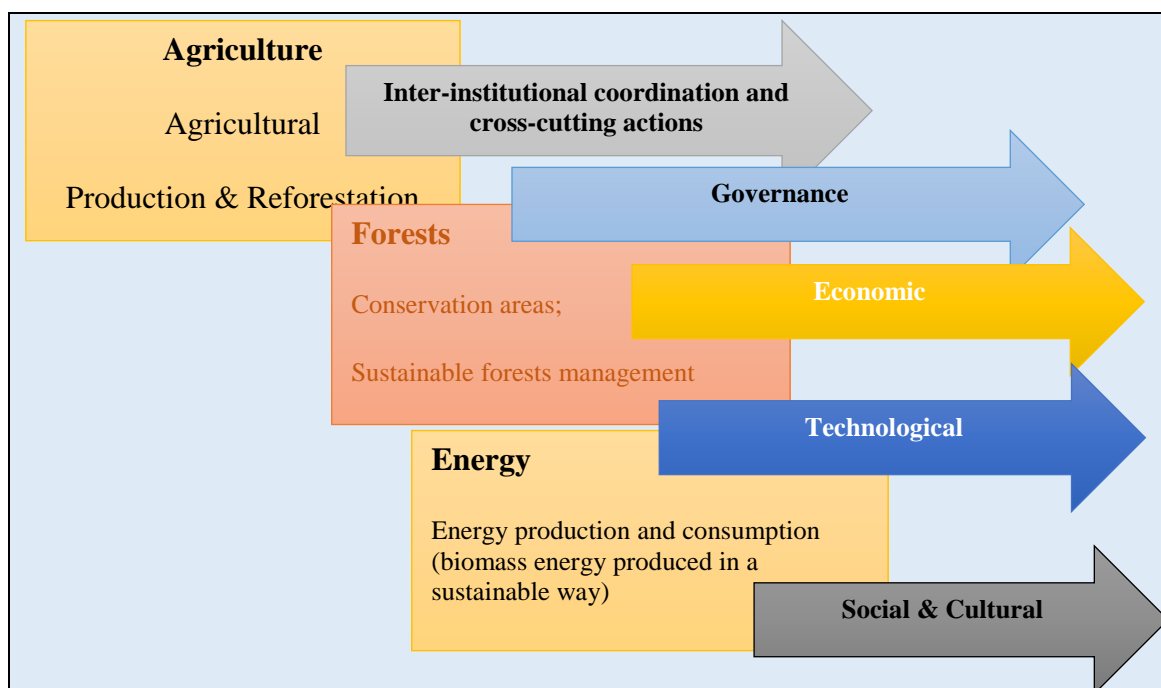 Agriculture
Agricultural
Production & Reforestation
Inter-institutional coordination and
cross-cutting actions
Governance
Forests
Conservation areas;
Sustainable forests management
Economic
Technological
Energy
Energy production and consumption
(biomass energy produced in a
sustainable way)
Social & Cultural